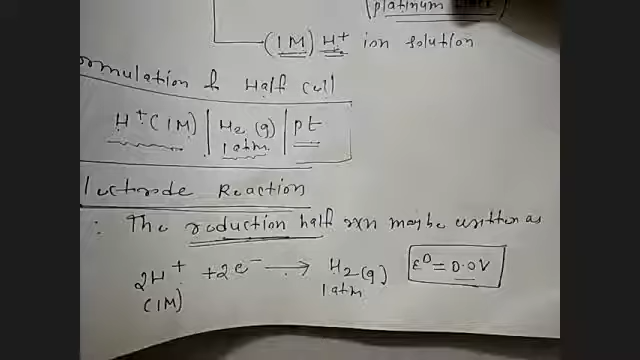 (platinum
(1M) H+ ion solution
ormulation of Half cell
H+(1M) | H2(g) | pt
1atm
lectrode Reaction
: The reduction half rxn may be written as
2H+ +2e- → H2(g) E0=0.0V
(1M) 1atm